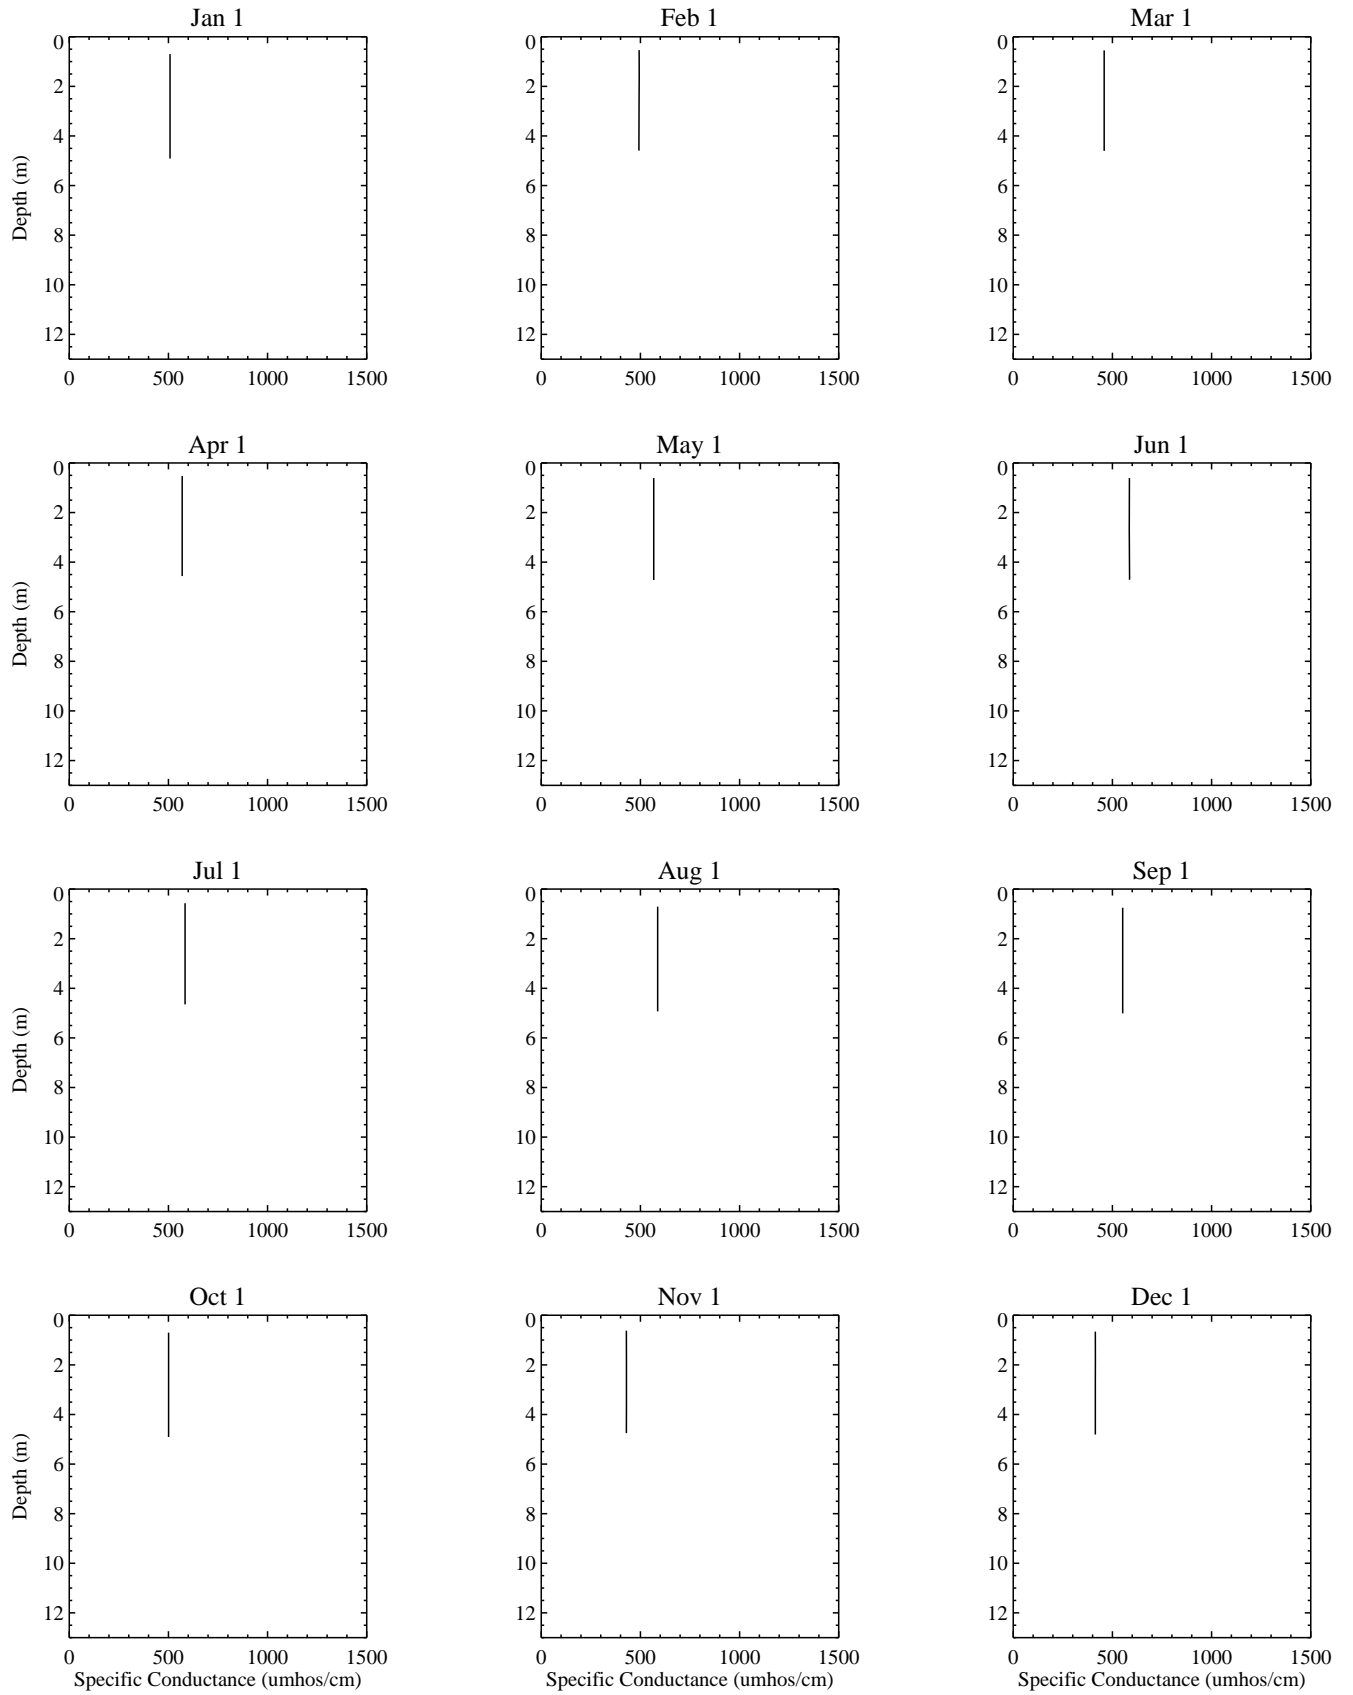 Jan 1 Feb 1 Mar 1
0 0 0
2 2 2
4 4 4
6 6 6
8 8 8
10 10 10
12 12 12
Depth (m)
0 500 1000 1500 0 500 1000 1500 0 500 1000 1500
Apr 1 May 1 Jun 1
0 0 0
2 2 2
4 4 4
6 6 6
8 8 8
10 10 10
12 12 12
Depth (m)
0 500 1000 1500 0 500 1000 1500 0 500 1000 1500
Jul 1 Aug 1 Sep 1
0 0 0
2 2 2
4 4 4
6 6 6
8 8 8
10 10 10
12 12 12
Depth (m)
0 500 1000 1500 0 500 1000 1500 0 500 1000 1500
Oct 1 Nov 1 Dec 1
0 0 0
2 2 2
4 4 4
6 6 6
8 8 8
10 10 10
12 12 12
Depth (m)
0 500 1000 1500 0 500 1000 1500 0 500 1000 1500
Specific Conductance (umhos/cm) Specific Conductance (umhos/cm) Specific Conductance (umhos/cm)